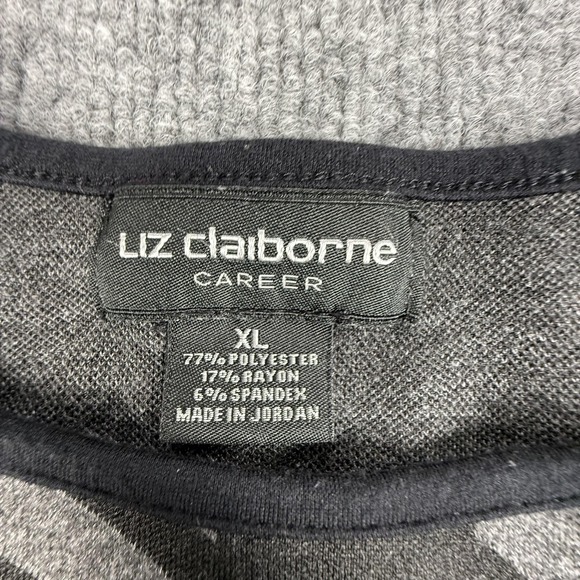 Liz claiborne
CAREER
XL
77% POLYESTER
17% RAYON
6% SPANDEX
MADE IN JORDAN